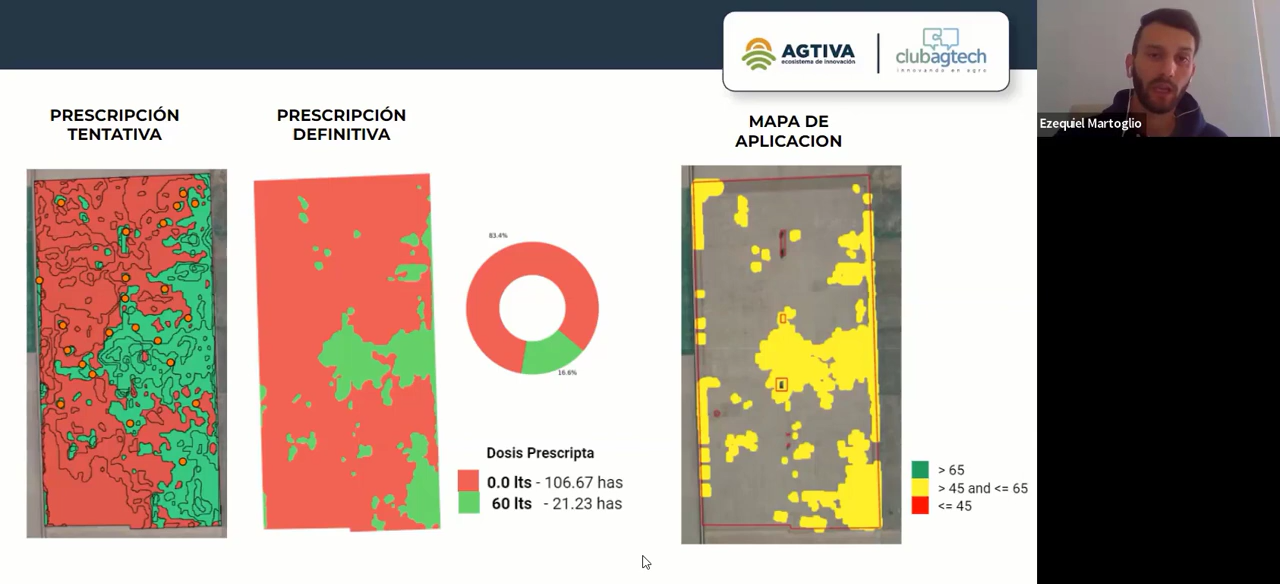 AGTIVA
ecosistema de innovación
clubagtech
innovando en agro
Ezequiel Martoglio
PRESCRIPCIÓN
TENTATIVA
PRESCRIPCIÓN
DEFINITIVA
MAPA DE
APLICACION
83.4%
16.6%
Dosis Prescripta
0.0 lts - 106.67 has
60 lts - 21.23 has
> 65
> 45 and <= 65
<= 45